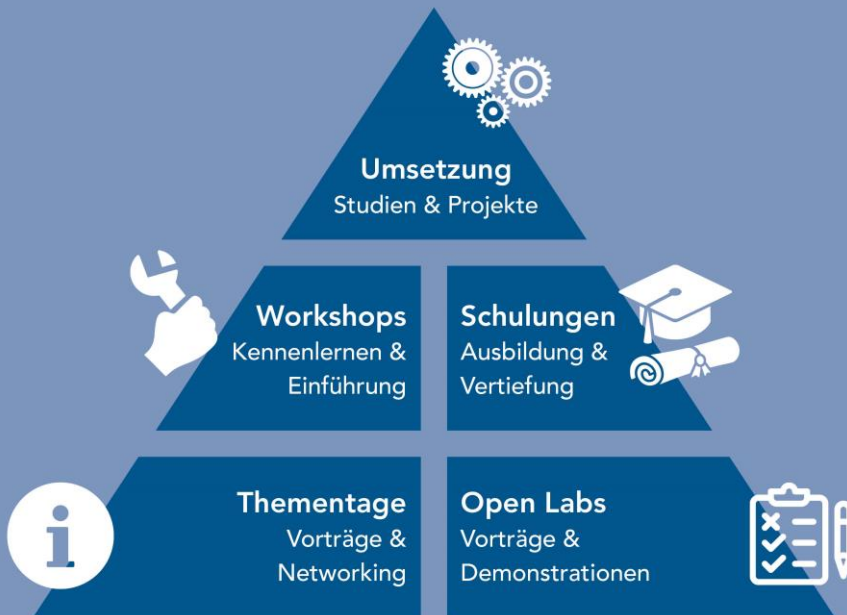 Umsetzung
Studien & Projekte
Workshops
Kennenlernen &
Einführung
Schulungen
Ausbildung &
Vertiefung
Thementage
Vorträge &
Networking
Open Labs
Vorträge &
Demonstrationen